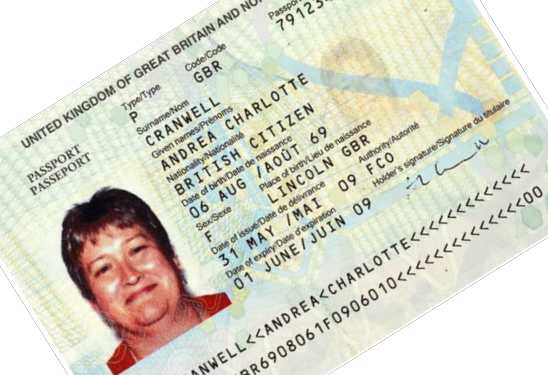 UNITED KINGDOM OF GREAT BRITAIN AND
PASSPORT
PASSEPORT
Type/Type Code/Code
P GBR
7912
Surname/Nom
CRANWELL
Given names/Prénoms
ANDREA CHARLOTTE
Nationality/Nationalité
BRITISH CITIZEN
Date of birth/Date de naissance
06 AUG /AOÛT 69
Sex/Sexe Place of birth/Lieu de naissance
F LINCOLN GBR
Date of issue/Date de délivrance Authority/Autorité
31 MAY /MAI 09 FCO
Date of expiry/Date d'expiration Holder's signature/Signature du titulaire
01 JUNE/JUIN 09
ANWELL<<ANDREA<CHARLOTTE<<<<<<<<<<<<<<
BR6908061F0906010<<<<<<<<<<<<<<00